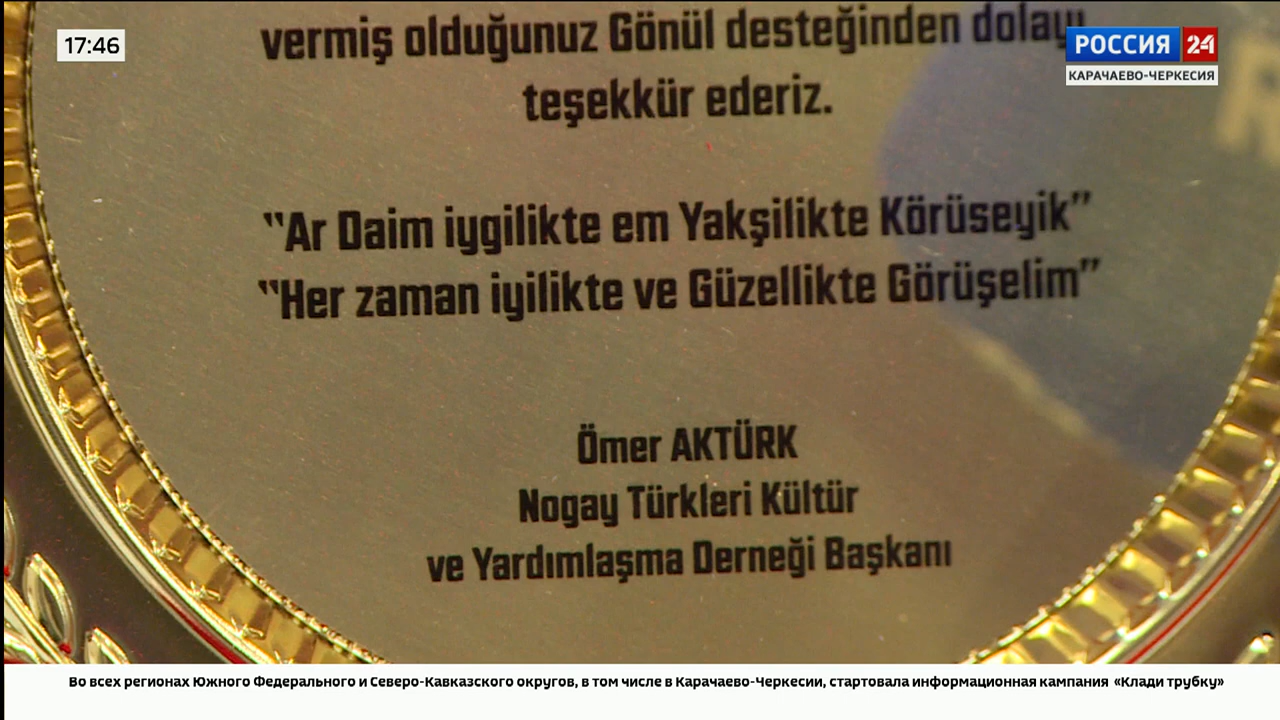 17:46
РОССИЯ 24
КАРАЧАЕВО-ЧЕРКЕСИЯ
vermiş olduğunuz Gönül desteğinden dolayı
teşekkür ederiz.
"Ar Daim iygilikte em Yakşilikte Körüseyik"
"Her zaman iyilikte ve Güzellikte Görüşelim"
Ömer AKTÜRK
Nogay Türkleri Kültür
ve Yardımlaşma Derneği Başkanı
Во всех регионах Южного Федерального и Северо-Кавказского округов, в том числе в Карачаево-Черкесии, стартовала информационная кампания «Клади трубку»